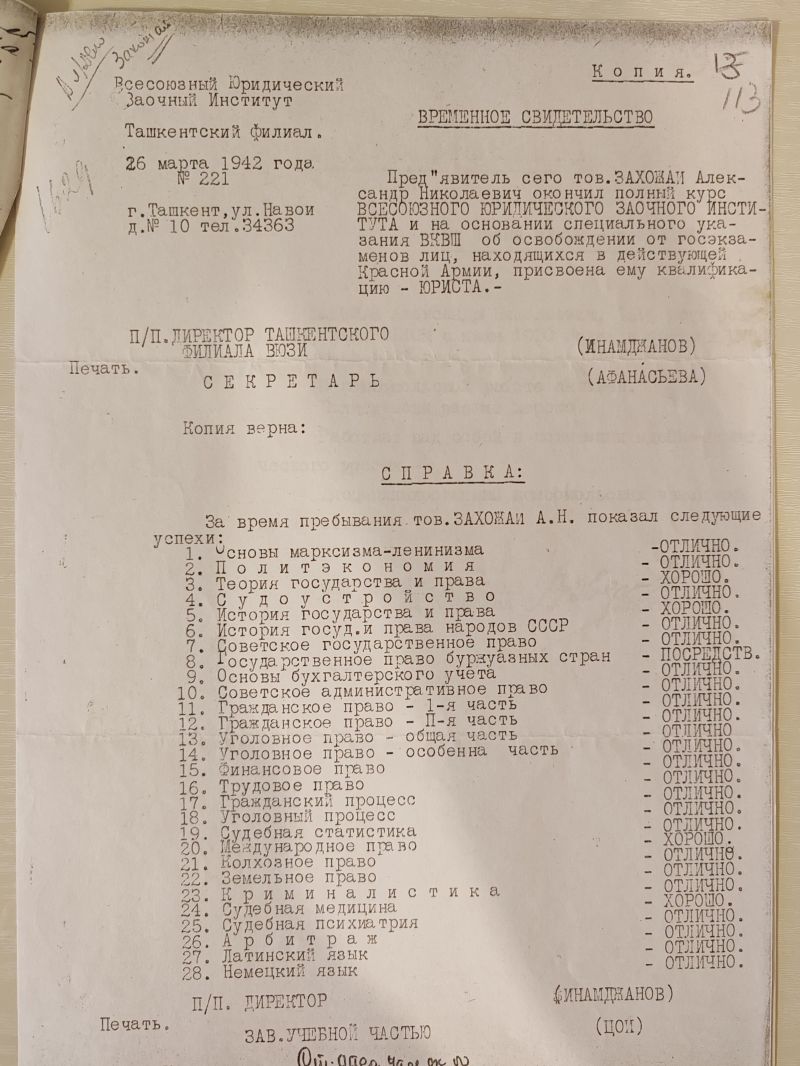 Копия.
113
Всесоюзный Юридический
Заочный Институт
Ташкентский филиал.
26 марта 1942 года.
№ 221
г.Ташкент,ул.Навои
д.№ 10 тел.34363
ВРЕМЕННОЕ СВИДЕТЕЛЬСТВО
Пред"явитель сего тов.ЗАХОЖАИ Алек-
сандр Николаевич окончил полный курс
ВСЕСОЮЗНОГО ЮРИДИЧЕСКОГО ЗАОЧНОГО ИНСТИ-
ТУТА и на основании специального ука-
зания ВКВШ об освобождении от госэкза-
менов лиц, находящихся в действующей
Красной Армии, присвоена ему квалифика-
цию - ЮРИСТА.-
П/П.ДИРЕКТОР ТАШКЕНТСКОГО
ФИЛИАЛА ВЮЗИ (ИНАМДЖАНОВ)
Печать.
СЕКРЕТАРЬ (АФАНАСЬЕВА)
Копия верна:
СПРАВКА:
За время пребывания тов.ЗАХОЖАИ А.Н. показал следующие
успехи:
1. Основы марксизма-ленинизма -ОТЛИЧНО.
2. Политэкономия - ОТЛИЧНО.
3. Теория государства и права - ХОРОШО.
4. Судоустройство - ОТЛИЧНО.
5. История государства и права - ХОРОШО.
6. История госуд.и права народов СССР - ОТЛИЧНО.
7. Советское государственное право - ОТЛИЧНО.
8. Государственное право буржуазных стран - ПОСРЕДСТВ.
9. Основы бухгалтерского учета - ОТЛИЧНО.
10. Советское административное право - ОТЛИЧНО.
11. Гражданское право - 1-я часть - ОТЛИЧНО.
12. Гражданское право - П-я часть - ОТЛИЧНО.
13. Уголовное право - общая часть - ОТЛИЧНО
14. Уголовное право - особенна часть - ОТЛИЧНО.
15. Финансовое право - ОТЛИЧНО.
16. Трудовое право - ОТЛИЧНО.
17. Гражданский процесс - ОТЛИЧНО.
18. Уголовный процесс - ОТЛИЧНО.
19. Судебная статистика - ОТЛИЧНО.
20. Международное право - ХОРОШО.
21. Колхозное право - ОТЛИЧНО.
22. Земельное право - ОТЛИЧНО.
23. Криминалистика - ОТЛИЧНО.
24. Судебная медицина - ХОРОШО.
25. Судебная психиатрия - ОТЛИЧНО.
26. Арбитраж - ОТЛИЧНО.
27. Латинский язык - ОТЛИЧНО.
28. Немецкий язык - ОТЛИЧНО.
П/П. ДИРЕКТОР (ИНАМДЖАНОВ)
Печать.
ЗАВ.УЧЕБНОЙ ЧАСТЬЮ (ЦОИ)